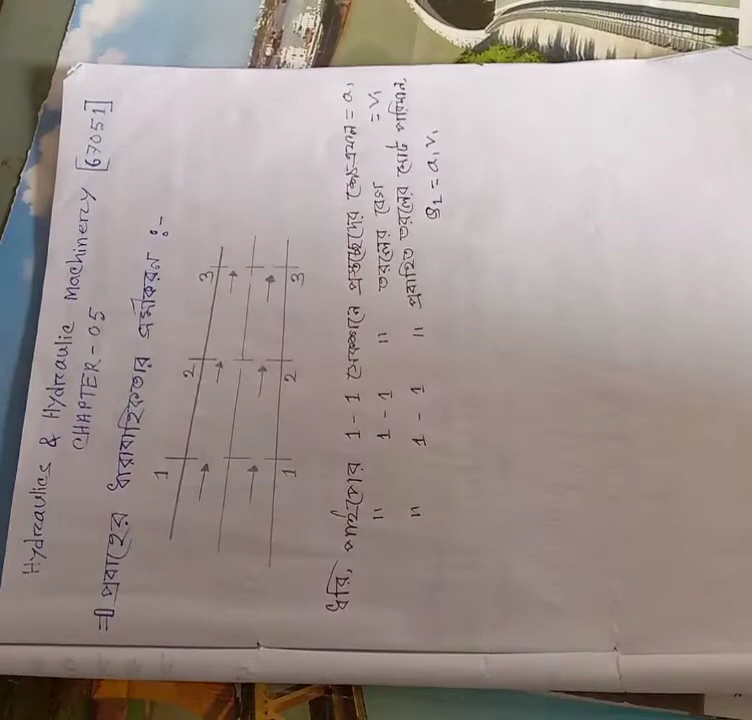 Hydraulics & Hydraulic Machinery [67051]
CHAPTER-05
⇒ প্রবাহের ধারাবাহিকতার সমীকরণ :-
1 2 3
1 2 3
ধরি, পাইপের 1-1 সেকশনে প্রস্থচ্ছেদের ক্ষেত্রফল = a₁
" 1-1 " তরলের বেগ = v₁
" 1-1 " প্রবাহিত তরলের মোট পরিমান,
Q₁ = a₁v₁